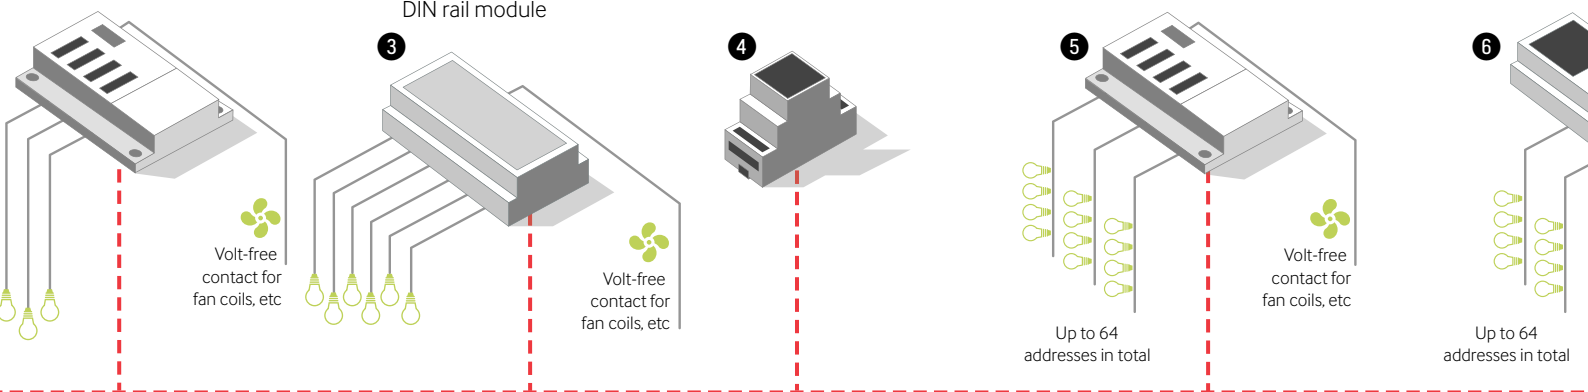 DIN rail module
3
4
5
6
Volt-free
contact for
fan coils, etc
Volt-free
contact for
fan coils, etc
Volt-free
contact for
fan coils, etc
Up to 64
addresses in total
Up to 64
addresses in total